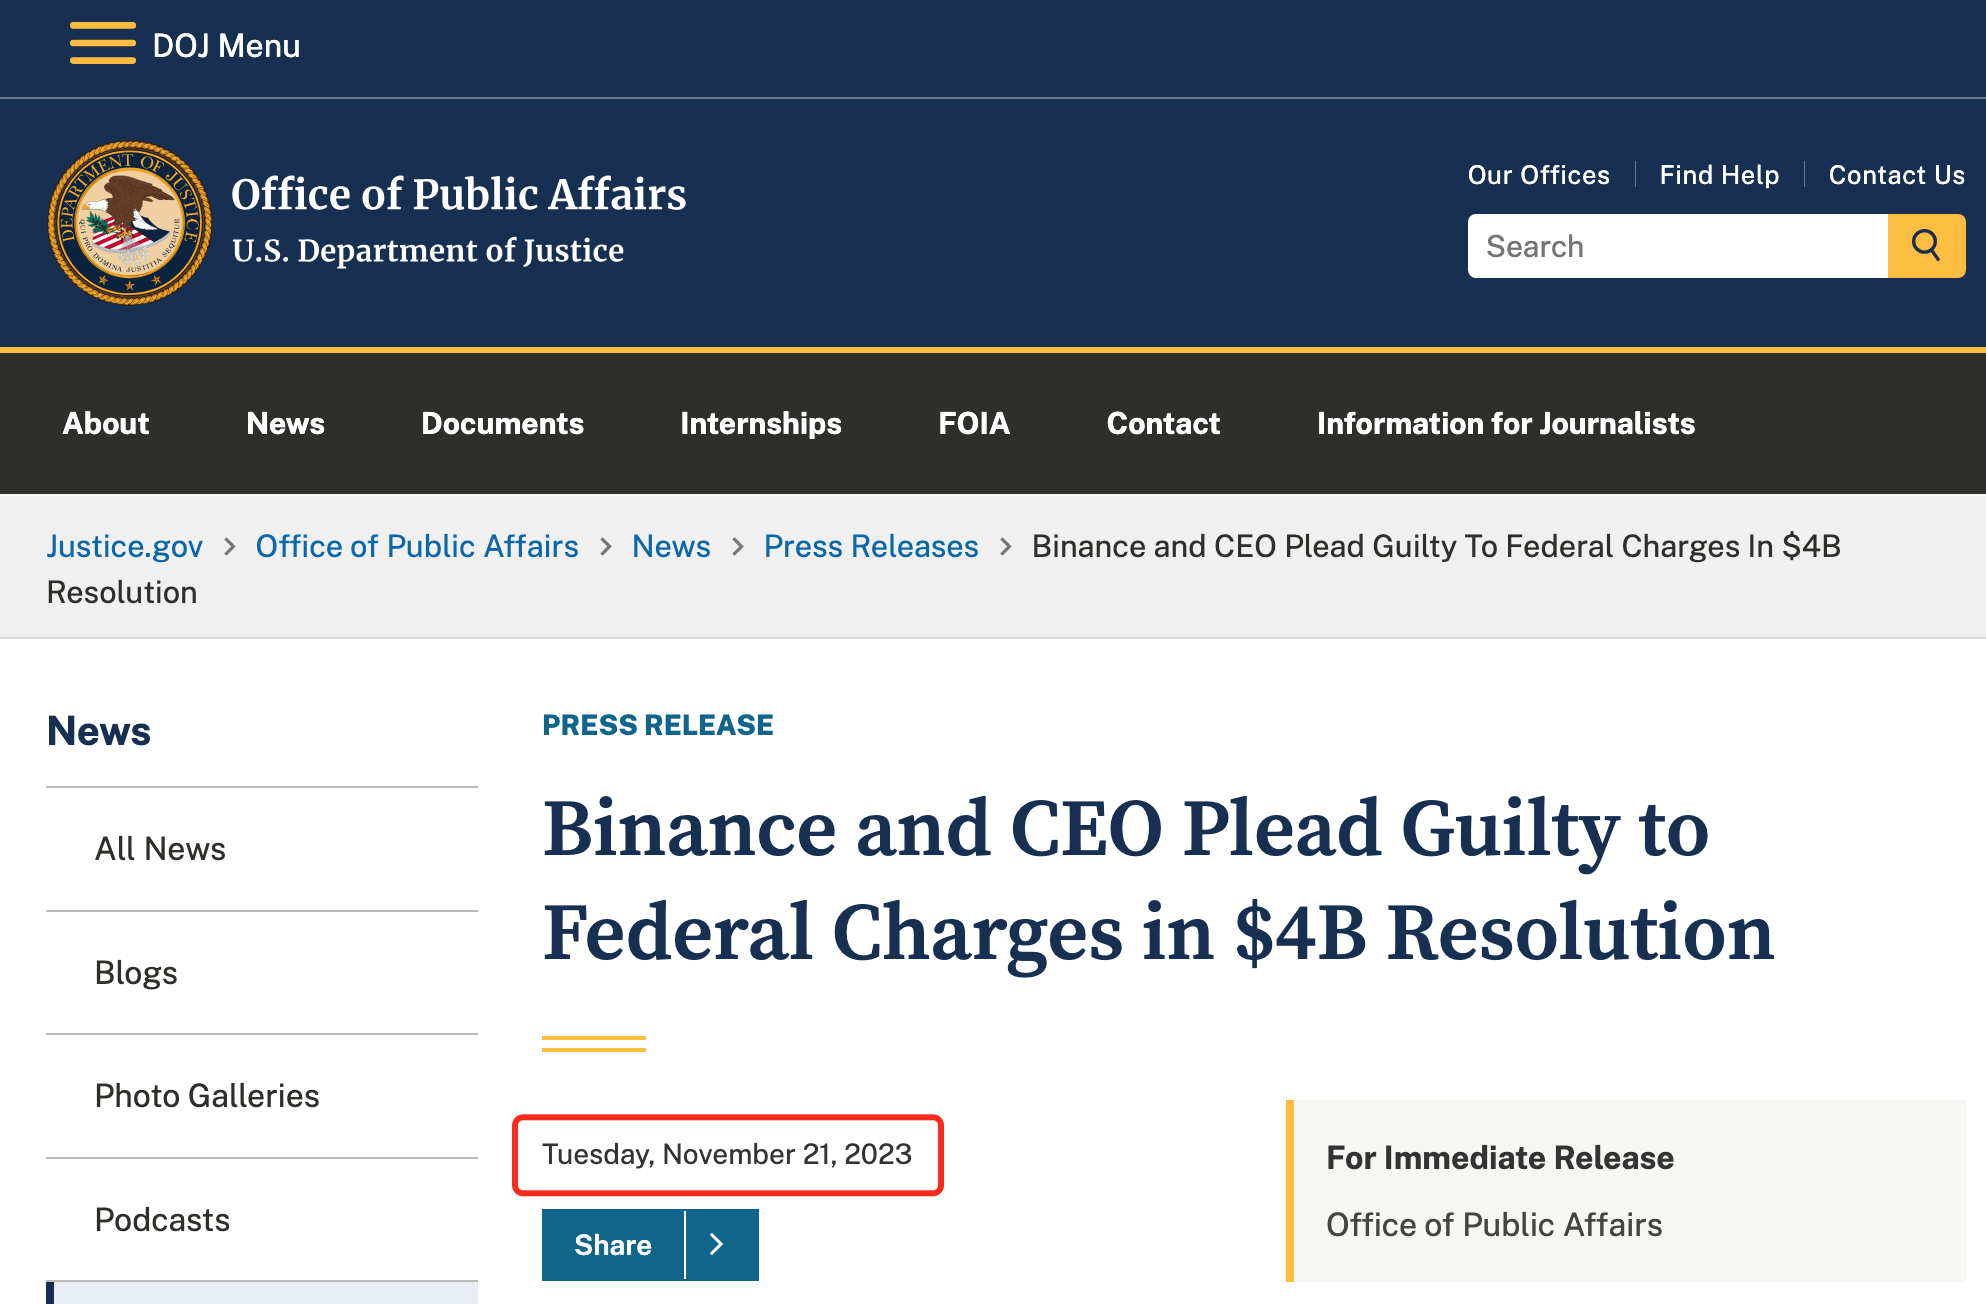 DOJ Menu
DEPARTMENT OF JUSTICE
QUI PRO DOMINA JUSTITIA SEQUITUR
Office of Public Affairs
U.S. Department of Justice
Our Offices
Find Help
Contact Us
Search
About
News
Documents
Internships
FOIA
Contact
Information for Journalists
Justice.gov > Office of Public Affairs > News > Press Releases > Binance and CEO Plead Guilty To Federal Charges In $4B
Resolution
News
All News
Blogs
Photo Galleries
Podcasts
PRESS RELEASE
Binance and CEO Plead Guilty to
Federal Charges in $4B Resolution
Tuesday, November 21, 2023
Share
For Immediate Release
Office of Public Affairs